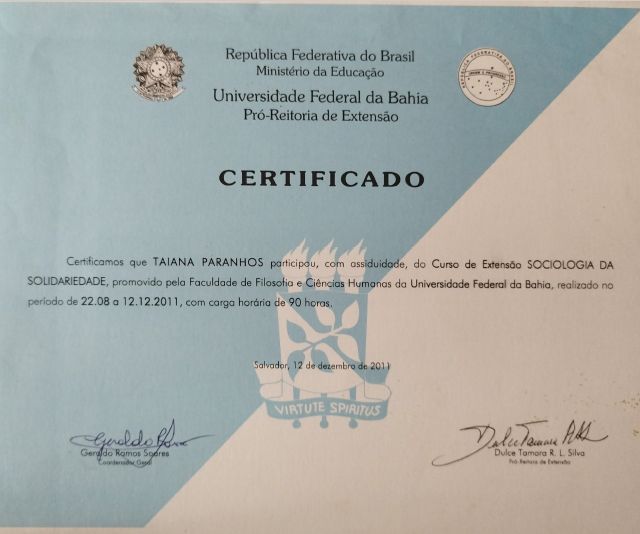 República Federativa do Brasil
Ministério da Educação
Universidade Federal da Bahia
Pró-Reitoria de Extensão
CERTIFICADO
Certificamos que TAIANA PARANHOS participou, com assiduidade, do Curso de Extensão SOCIOLOGIA DA
SOLIDARIEDADE, promovido pela Faculdade de Filosofia e Ciências Humanas da Universidade Federal da Bahia, realizado no
período de 22.08 a 12.12.2011, com carga horária de 90 horas.
Salvador, 12 de dezembro de 2011
VIRTUTE SPIRITUS
Geraldo Ramos Soares
Coordenador Geral
Dulce Tamara R. L. Silva
Pró-Reitora de Extensão